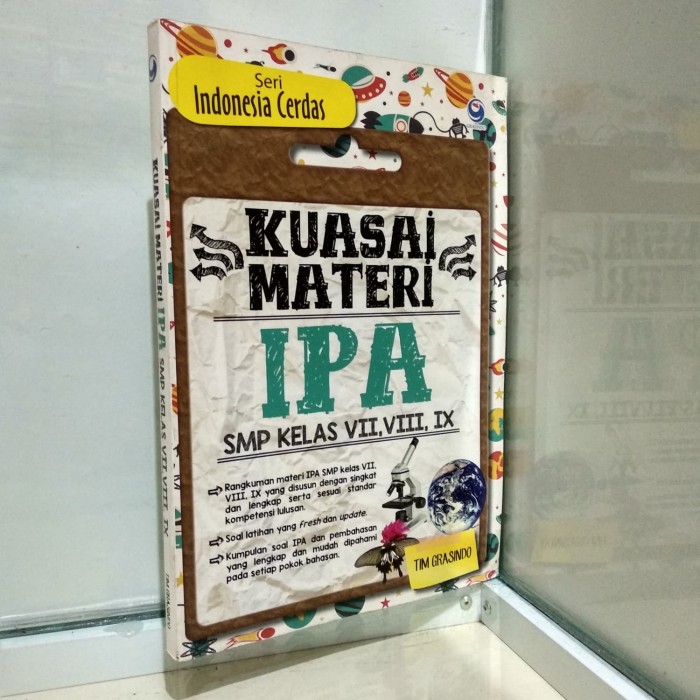 Seri
Indonesia Cerdas
KUASAI
MATERI
IPA
SMP KELAS VII, VIII, IX
Rangkuman materi IPA SMP kelas VII,
VIII, IX yang disusun dengan singkat
dan lengkap serta sesuai standar
kompetensi lulusan.
Soal latihan yang fresh dan update.
Kumpulan soal IPA dan pembahasan
yang lengkap dan mudah dipahami
pada setiap pokok bahasan.
TIM GRASINDO
KUASAI MATERI IPA SMP KELAS VII, VIII, IX
TIM GRASINDO